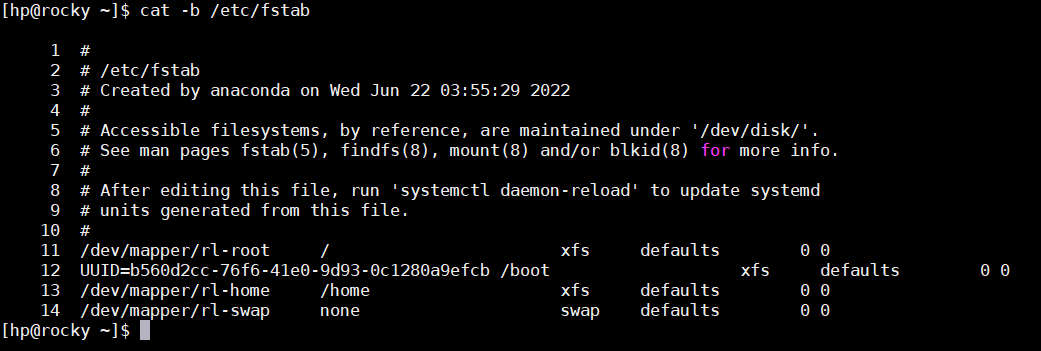 [hp@rocky ~]$ cat -b /etc/fstab
1 #
2 # /etc/fstab
3 # Created by anaconda on Wed Jun 22 03:55:29 2022
4 #
5 # Accessible filesystems, by reference, are maintained under '/dev/disk/'.
6 # See man pages fstab(5), findfs(8), mount(8) and/or blkid(8) for more info.
7 #
8 # After editing this file, run 'systemctl daemon-reload' to update systemd
9 # units generated from this file.
10 #
11 /dev/mapper/rl-root / xfs defaults 0 0
12 UUID=b560d2cc-76f6-41e0-9d93-0c1280a9efcb /boot xfs defaults 0 0
13 /dev/mapper/rl-home /home xfs defaults 0 0
14 /dev/mapper/rl-swap none swap defaults 0 0
[hp@rocky ~]$